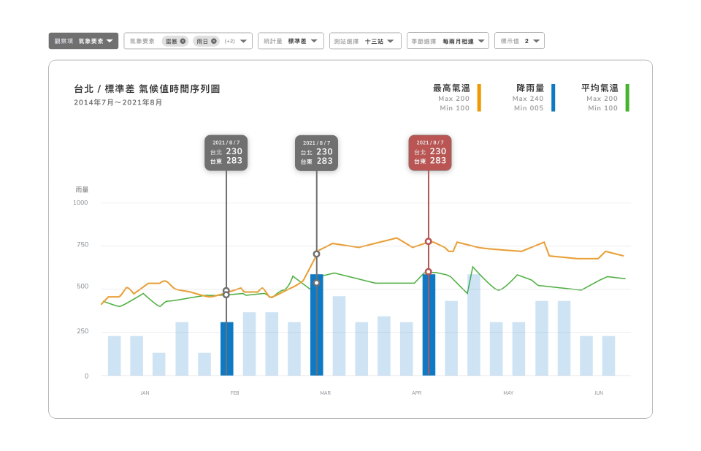 觀察項 氣象要素
氣象要素 雷暴 雨日 (+2)
統計量 標準差
測站選擇 十三站
季節選擇 每兩月相連
標示值 2
台北 / 標準差 氣候值時間序列圖
2014年7月～2021年8月
最高氣溫
Max 200
Min 100
降雨量
Max 240
Min 005
平均氣溫
Max 200
Min 100
2021/8/7
台北 230
台東 283
2021/8/7
台北 230
台東 283
2021/8/7
台北 230
台東 283
雨量
1000
750
500
250
0
JAN
FEB
MAR
APR
MAY
JUN